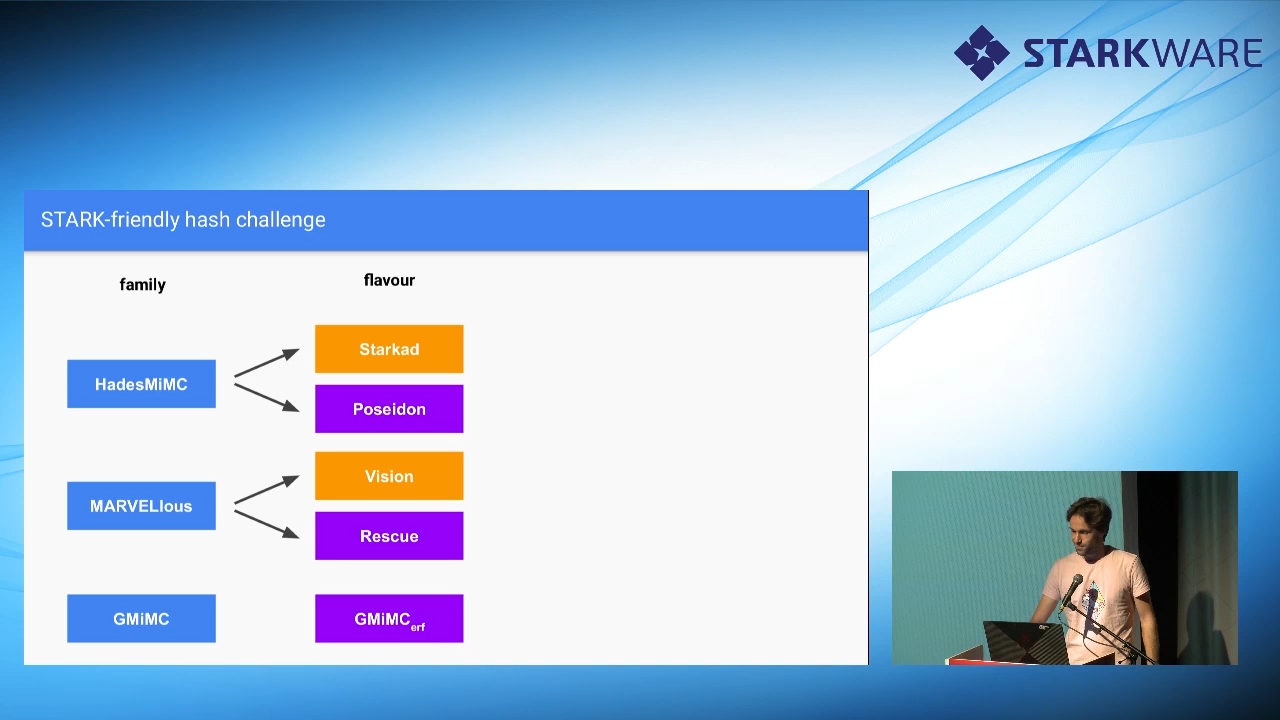 STARKWARE
STARK-friendly hash challenge
family
flavour
HadesMiMC
Starkad
Poseidon
MARVELlous
Vision
Rescue
GMiMC
GMiMCerf